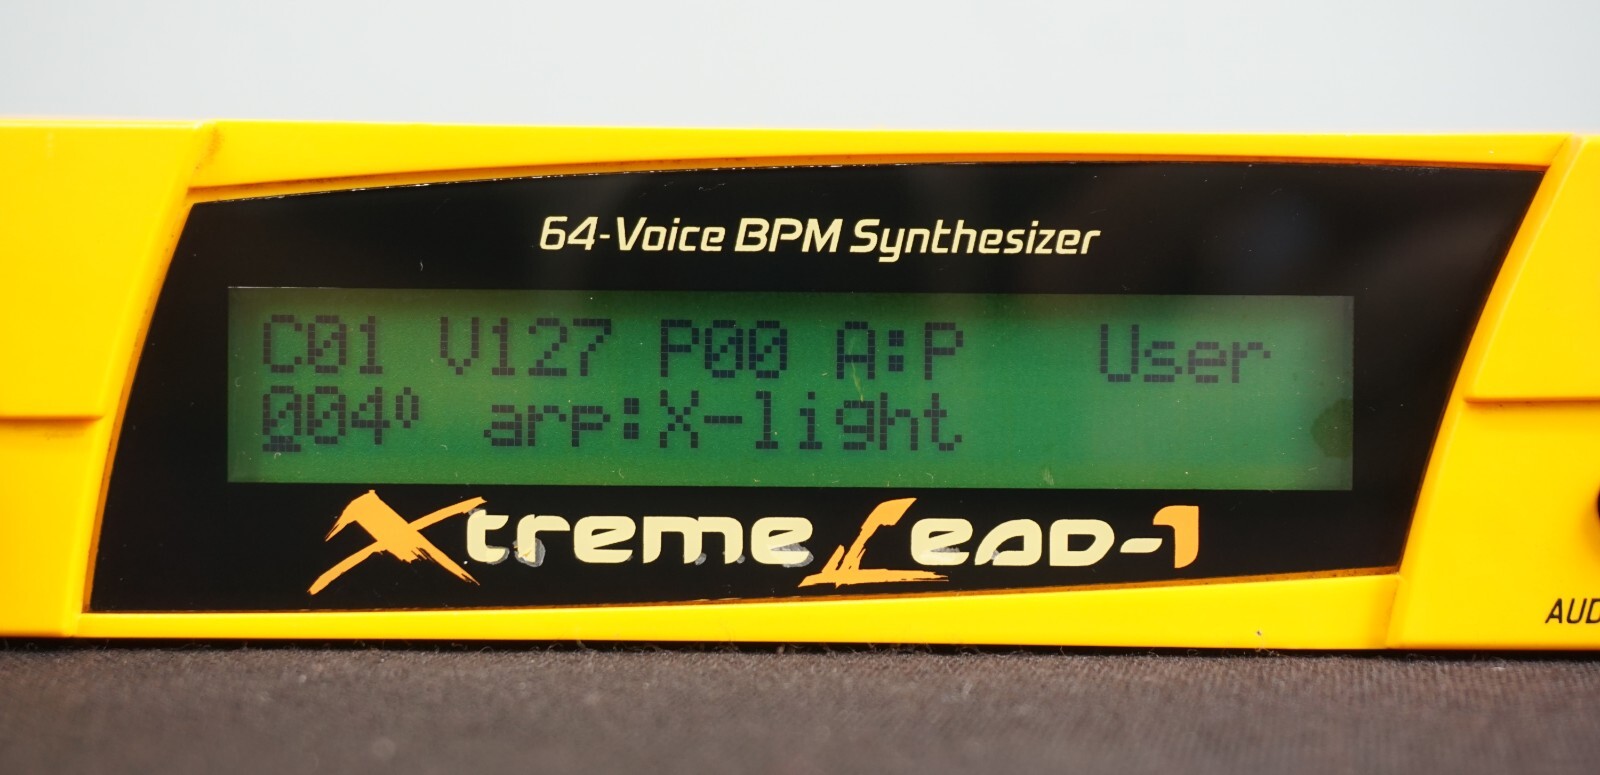 64-Voice BPM Synthesizer
C01 V127 P00 A:P User
004⁰ arp:X-light
Xtreme Lead-1
AUD